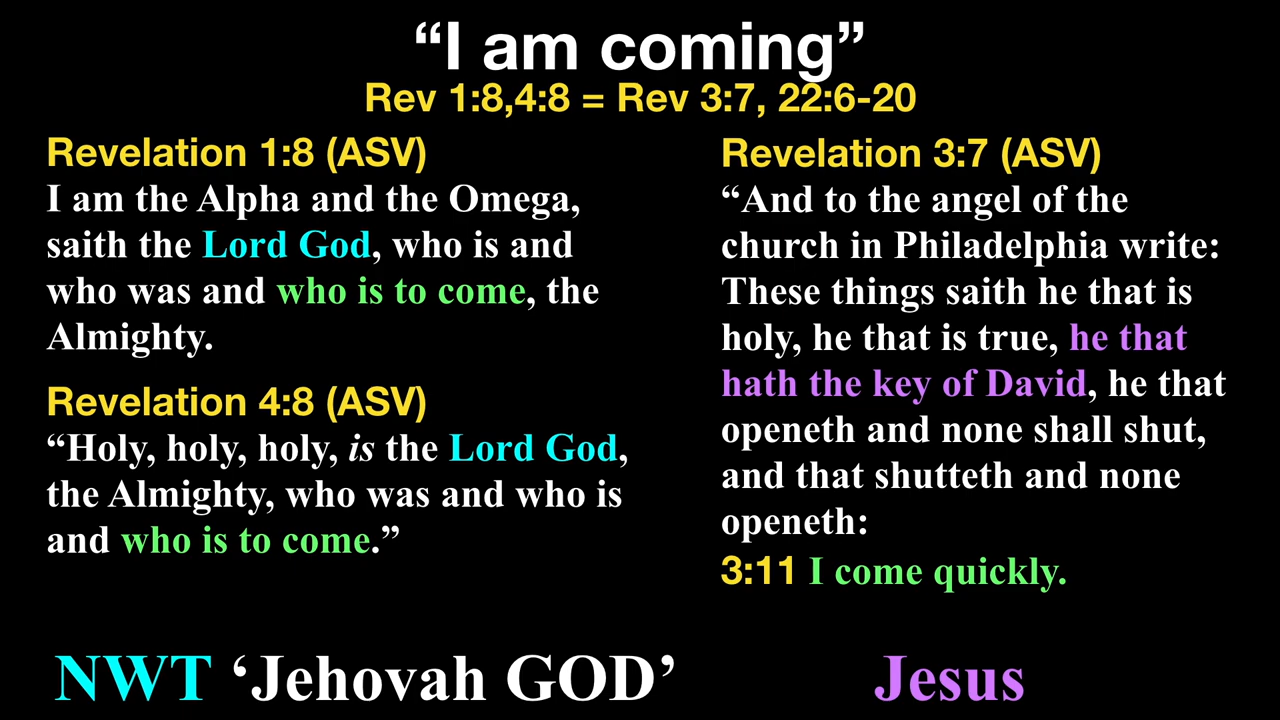 “I am coming”
Rev 1:8,4:8 = Rev 3:7, 22:6-20
Revelation 1:8 (ASV)
I am the Alpha and the Omega,
saith the Lord God, who is and
who was and who is to come, the
Almighty.
Revelation 4:8 (ASV)
“Holy, holy, holy, is the Lord God,
the Almighty, who was and who is
and who is to come.”
NWT ‘Jehovah GOD’
Revelation 3:7 (ASV)
“And to the angel of the
church in Philadelphia write:
These things saith he that is
holy, he that is true, he that
hath the key of David, he that
openeth and none shall shut,
and that shutteth and none
openeth:
3:11 I come quickly.
Jesus